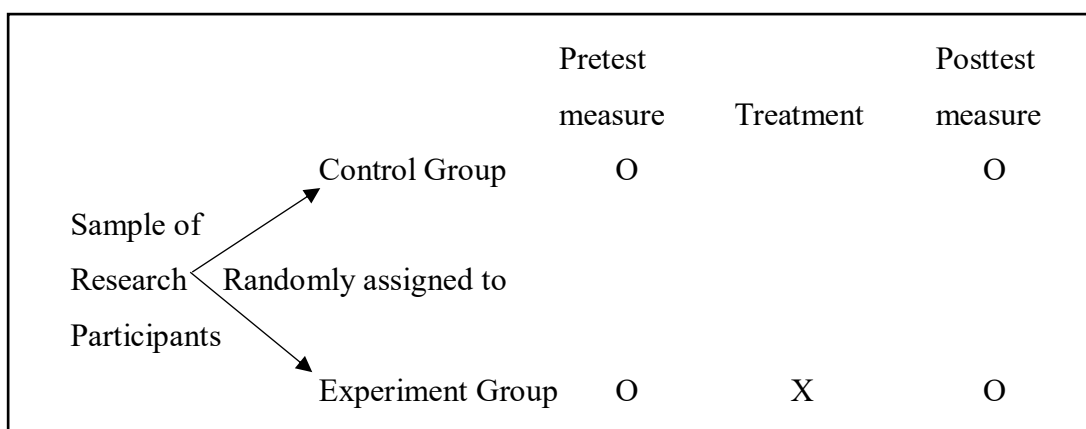 Pretest Posttest
measure Treatment measure
Control Group O O
Sample of
Research Randomly assigned to
Participants
Experiment Group O X O